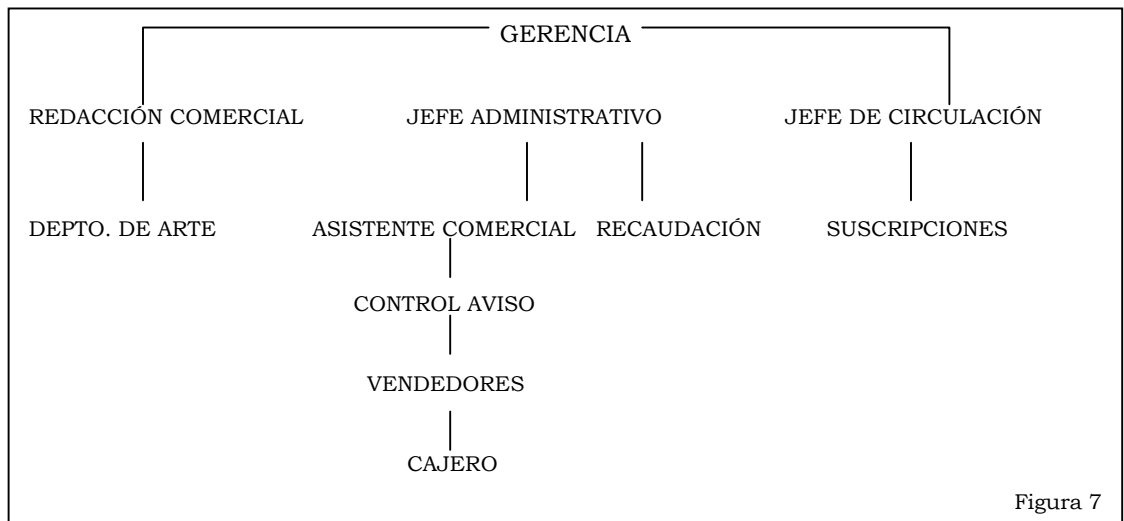 GERENCIA
REDACCIÓN COMERCIAL JEFE ADMINISTRATIVO JEFE DE CIRCULACIÓN
DEPTO. DE ARTE ASISTENTE COMERCIAL RECAUDACIÓN SUSCRIPCIONES
CONTROL AVISO
VENDEDORES
CAJERO
Figura 7